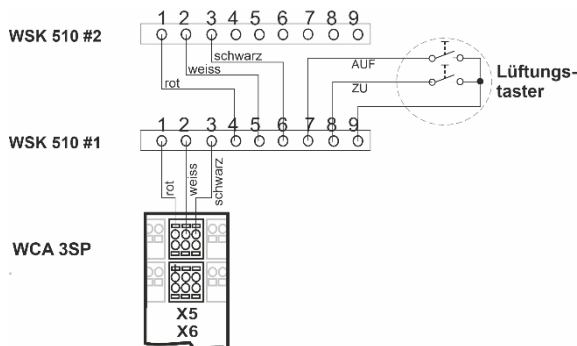 1 2 3 4 5 6 7 8 9
WSK 510 #2
schwarz
weiss
rot
AUF
ZU
Lüftungs-
taster
1 2 3 4 5 6 7 8 9
WSK 510 #1
rot
weiss
schwarz
WCA 3SP
X5
X6